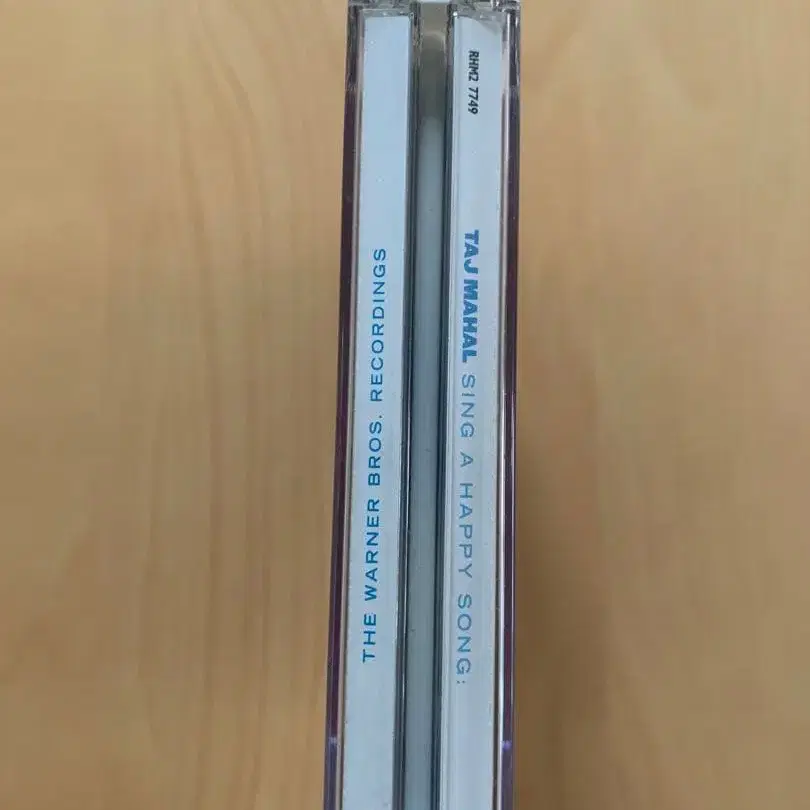 RHM2 7749
TAJ MAHAL SING A HAPPY SONG:
THE WARNER BROS. RECORDINGS